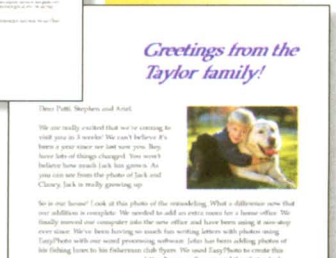 Greetings from the
Taylor family!
Dear Patti, Stephen and Ariel
We are really excited that we're coming to
visit you in 3 weeks! We can't believe it's
been a year since we last saw you. Boy,
have lots of things changed. You won't
believe how much Jack has grown. As
you can see from the photo of Jack and
Clancy, Jack is really growing up
So is our house! Look at this photo of the remodeling. What a difference now that
our addition is complete. We needed to add an extra room for a home office. We
finally moved our computer into the new office and have been using it non-stop
ever since. We've been having so much fun writing letters with photos using
EasyPhoto with our word processing software. John has been adding photos of
his fishing lures to his fisherman club flyers. We used EasyPhoto to create this